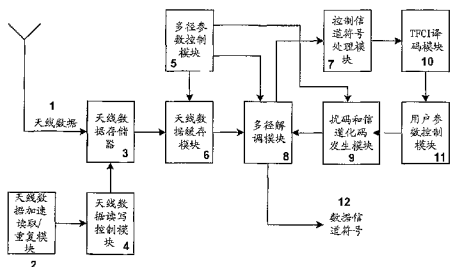 1
天线数据
天线数
据加速
读取/
重复模
块
2
天线数
据存储
器
3
天线数
据读写
控制模
块
4
多径参
数控制
模块
5
天线数
据缓存
模块
6
控制信
道符号
处理模
块
7
多径解
调模块
8
扰码和信
道化码
发生模块
9
TFCI译
码模块
10
用户参
数控制
模块
11
12
数据信
道符号